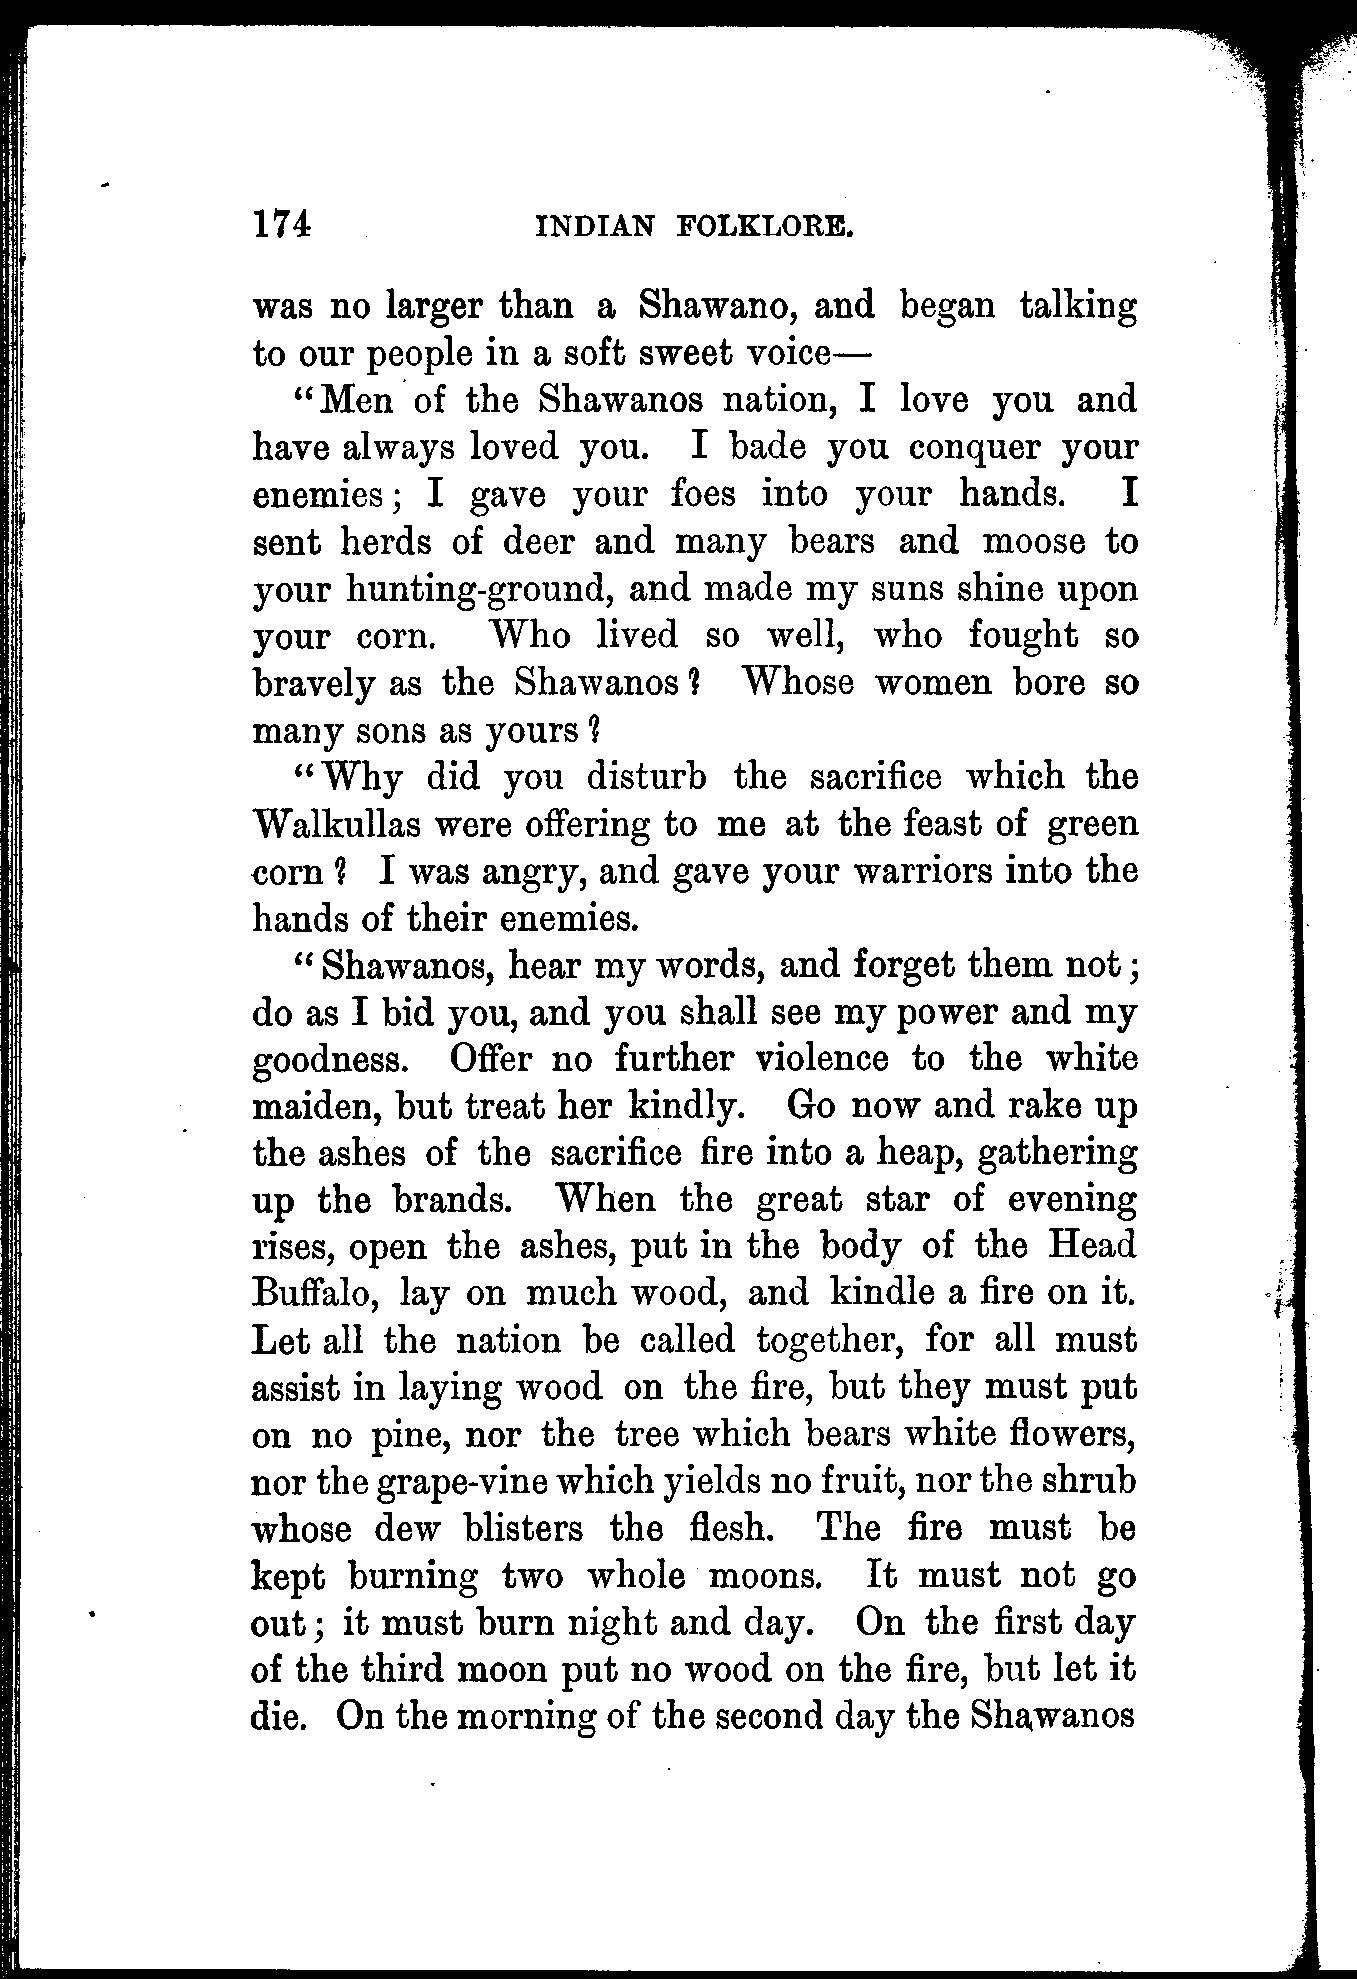 174 INDIAN FOLKLORE.
was no larger than a Shawano, and began talking
to our people in a soft sweet voice—
"Men of the Shawanos nation, I love you and
have always loved you. I bade you conquer your
enemies; I gave your foes into your hands. I
sent herds of deer and many bears and moose to
your hunting-ground, and made my suns shine upon
your corn. Who lived so well, who fought so
bravely as the Shawanos? Whose women bore so
many sons as yours?
"Why did you disturb the sacrifice which the
Walkullas were offering to me at the feast of green
corn? I was angry, and gave your warriors into the
hands of their enemies.
"Shawanos, hear my words, and forget them not;
do as I bid you, and you shall see my power and my
goodness. Offer no further violence to the white
maiden, but treat her kindly. Go now and rake up
the ashes of the sacrifice fire into a heap, gathering
up the brands. When the great star of evening
rises, open the ashes, put in the body of the Head
Buffalo, lay on much wood, and kindle a fire on it.
Let all the nation be called together, for all must
assist in laying wood on the fire, but they must put
on no pine, nor the tree which bears white flowers,
nor the grape-vine which yields no fruit, nor the shrub
whose dew blisters the flesh. The fire must be
kept burning two whole moons. It must not go
out; it must burn night and day. On the first day
of the third moon put no wood on the fire, but let it
die. On the morning of the second day the Shawanos